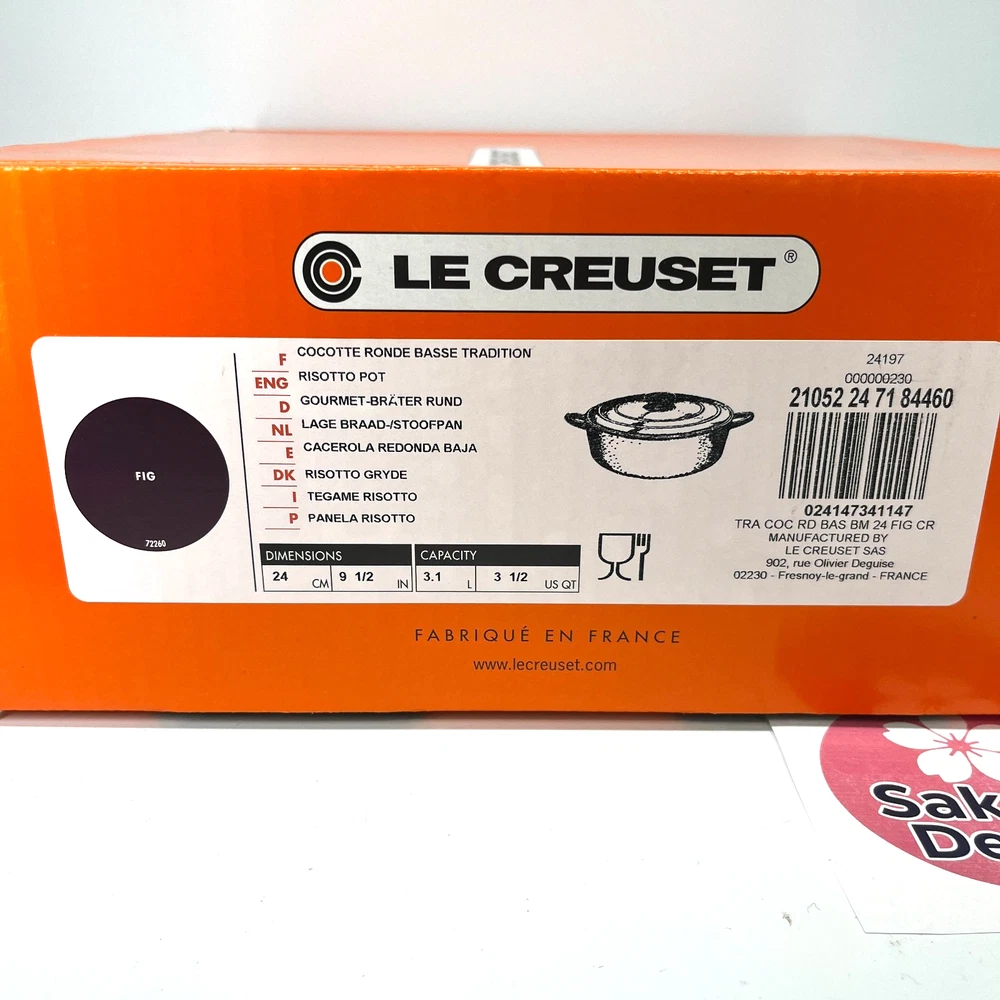 LE CREUSET ®
F COCOTTE RONDE BASSE TRADITION
ENG RISOTTO POT
D GOURMET-BRÄTER RUND
NL LAGE BRAAD-/STOOFPAN
E CACEROLA REDONDA BAJA
DK RISOTTO GRYDE
I TEGAME RISOTTO
P PANELA RISOTTO
FIG
72260
DIMENSIONS
24 CM 9 1/2 IN
CAPACITY
3.1 L 3 1/2 US QT
24197
000000230
21052 24 71 84460
024147341147
TRA COC RD BAS BM 24 FIG CR
MANUFACTURED BY
LE CREUSET SAS
902, rue Olivier Deguise
02230 - Fresnoy-le-grand - FRANCE
FABRIQUÉ EN FRANCE
www.lecreuset.com
Sak
De